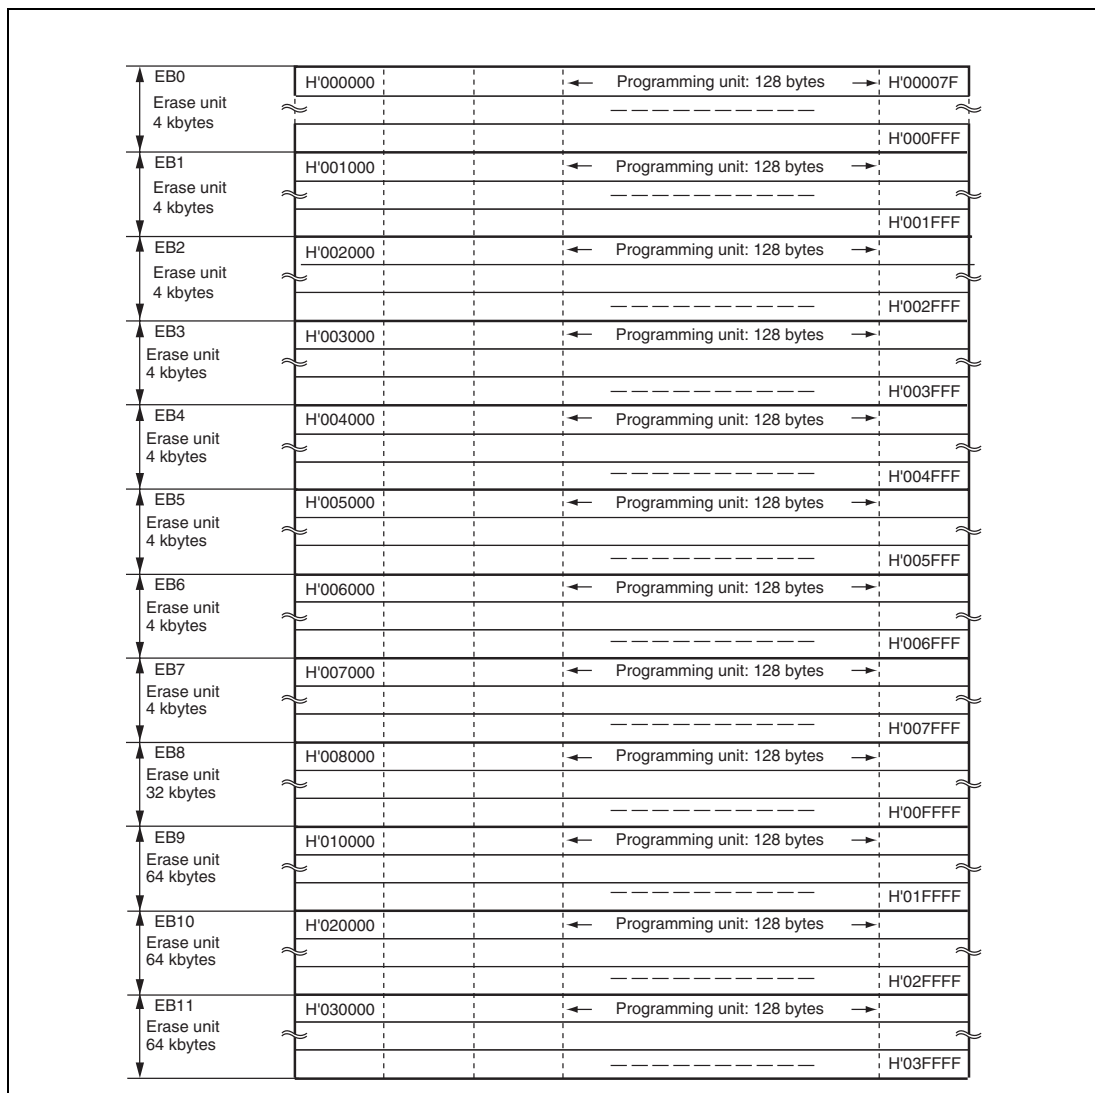 EB0
Erase unit
4 kbytes
H'000000 Programming unit: 128 bytes H'00007F
H'000FFF
EB1
Erase unit
4 kbytes
H'001000 Programming unit: 128 bytes
H'001FFF
EB2
Erase unit
4 kbytes
H'002000 Programming unit: 128 bytes
H'002FFF
EB3
Erase unit
4 kbytes
H'003000 Programming unit: 128 bytes
H'003FFF
EB4
Erase unit
4 kbytes
H'004000 Programming unit: 128 bytes
H'004FFF
EB5
Erase unit
4 kbytes
H'005000 Programming unit: 128 bytes
H'005FFF
EB6
Erase unit
4 kbytes
H'006000 Programming unit: 128 bytes
H'006FFF
EB7
Erase unit
4 kbytes
H'007000 Programming unit: 128 bytes
H'007FFF
EB8
Erase unit
32 kbytes
H'008000 Programming unit: 128 bytes
H'00FFFF
EB9
Erase unit
64 kbytes
H'010000 Programming unit: 128 bytes
H'01FFFF
EB10
Erase unit
64 kbytes
H'020000 Programming unit: 128 bytes
H'02FFFF
EB11
Erase unit
64 kbytes
H'030000 Programming unit: 128 bytes
H'03FFFF